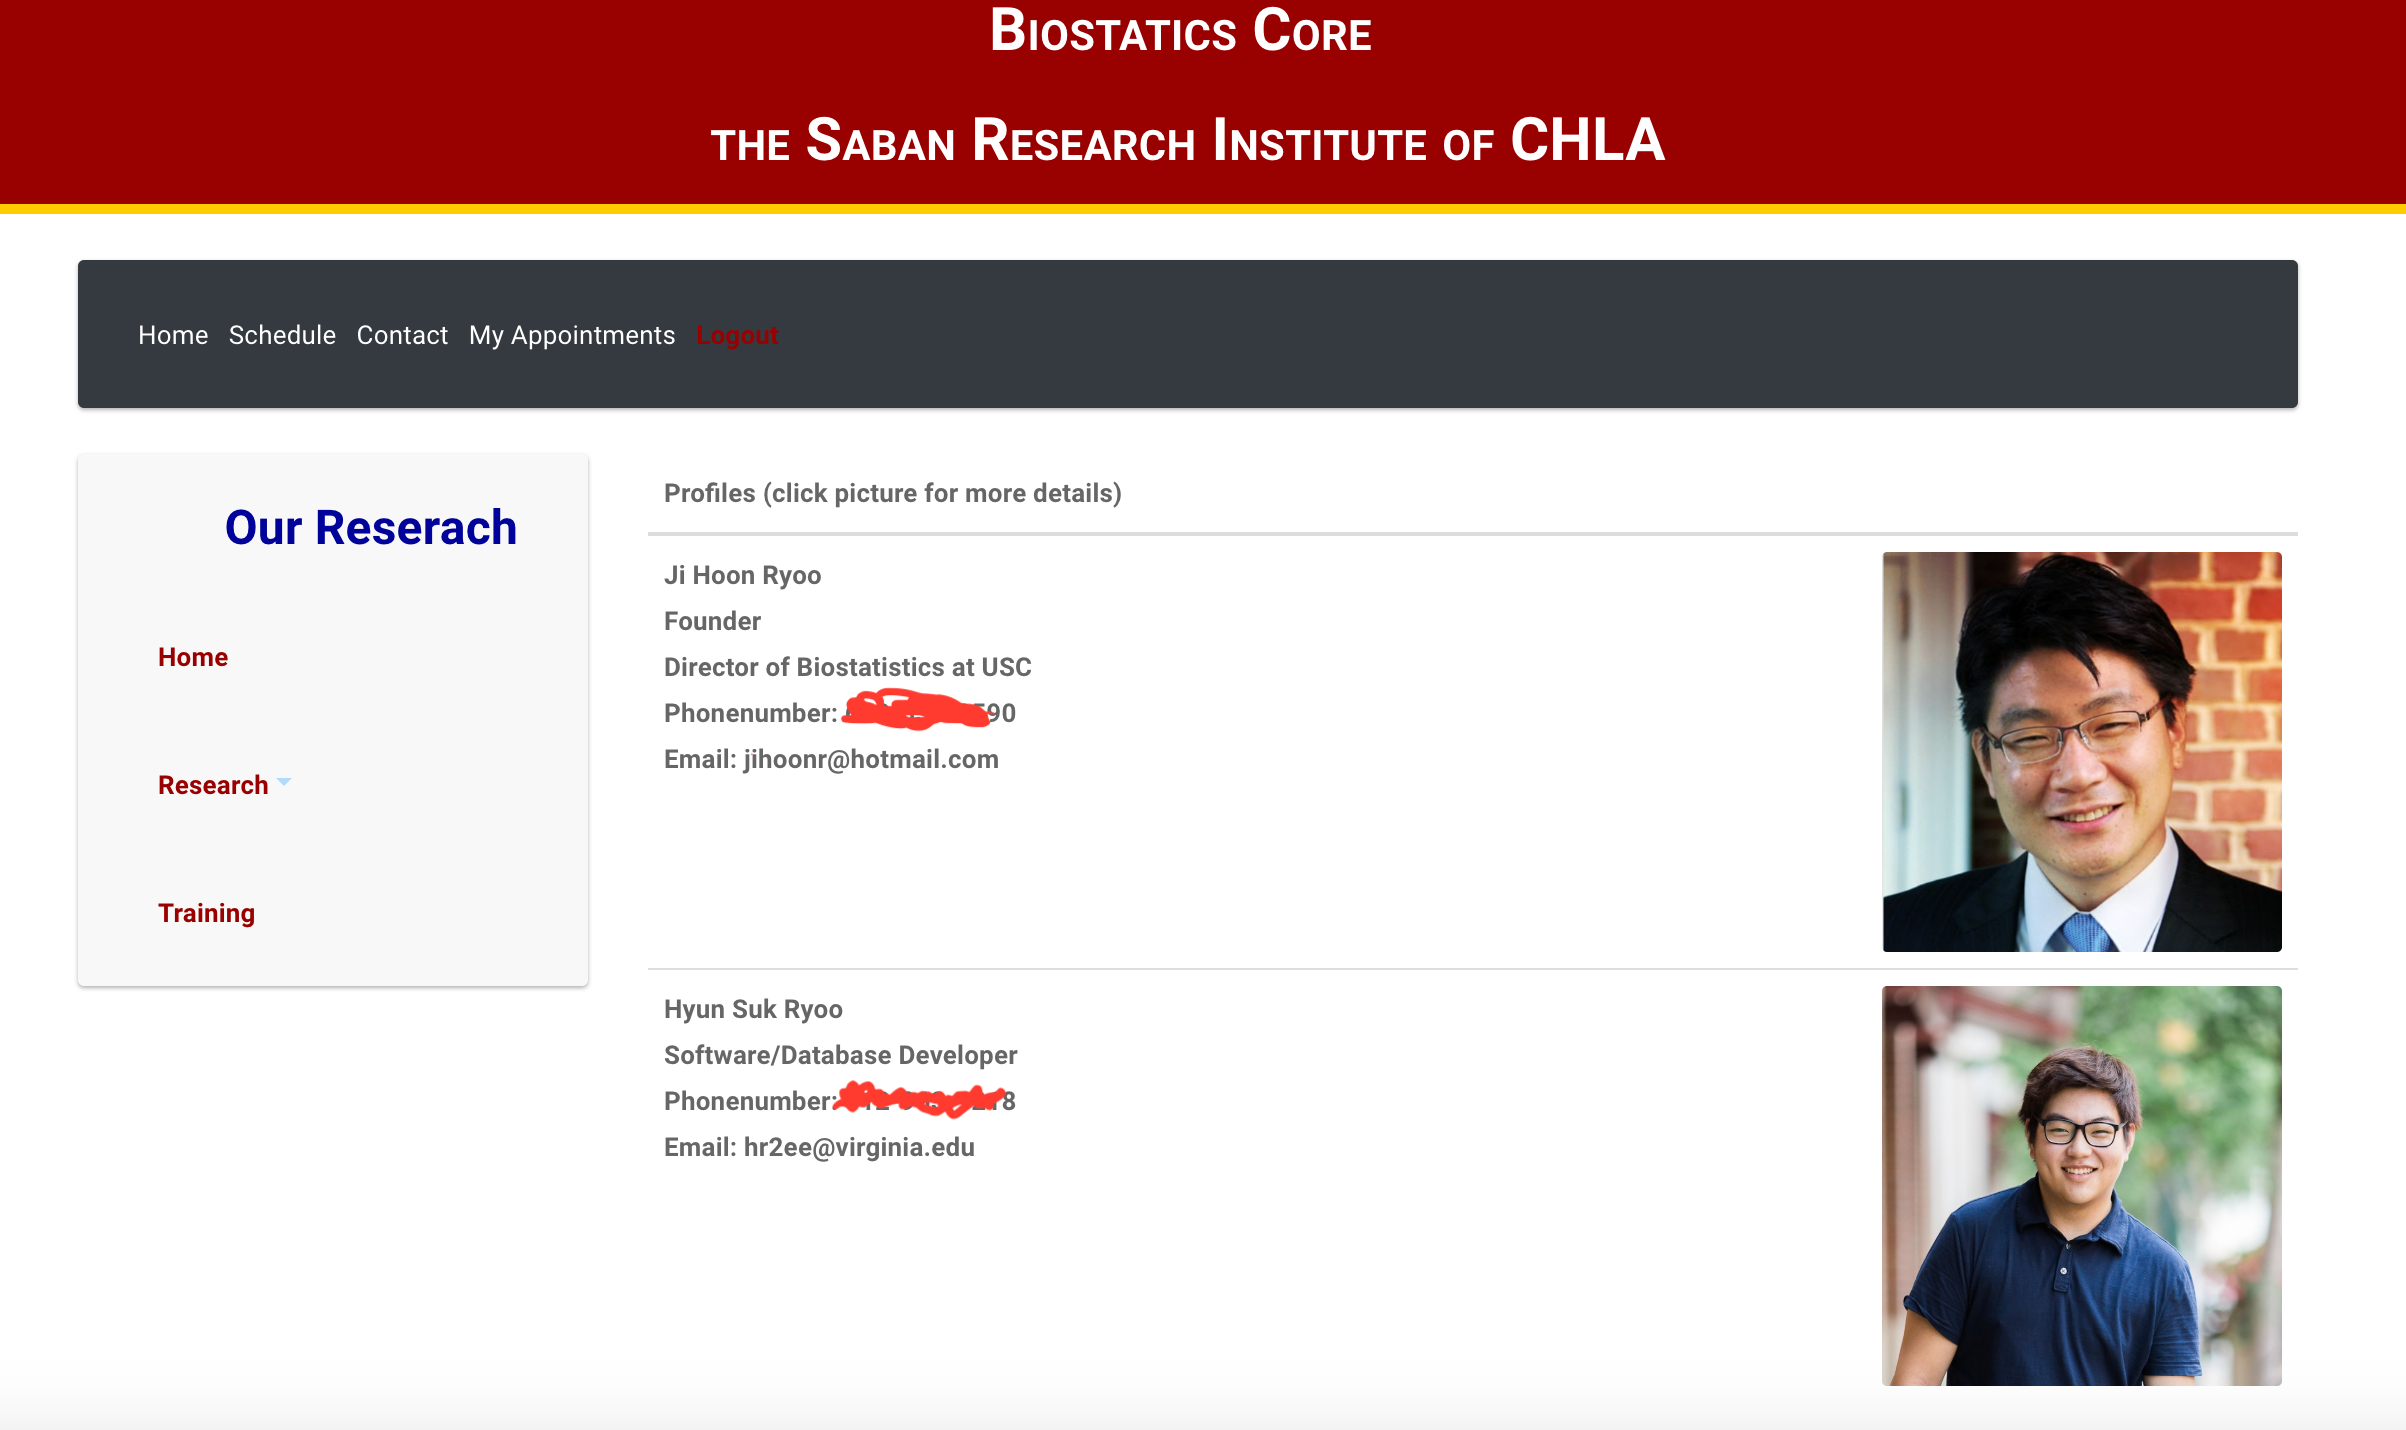 Biostatics Core
the Saban Research Institute of CHLA
Home Schedule Contact My Appointments Logout
Our Reserach
Home
Research
Training
Profiles (click picture for more details)
Ji Hoon Ryoo
Founder
Director of Biostatistics at USC
Phonenumber: 90
Email: jihoonr@hotmail.com
Hyun Suk Ryoo
Software/Database Developer
Phonenumber: 8
Email: hr2ee@virginia.edu